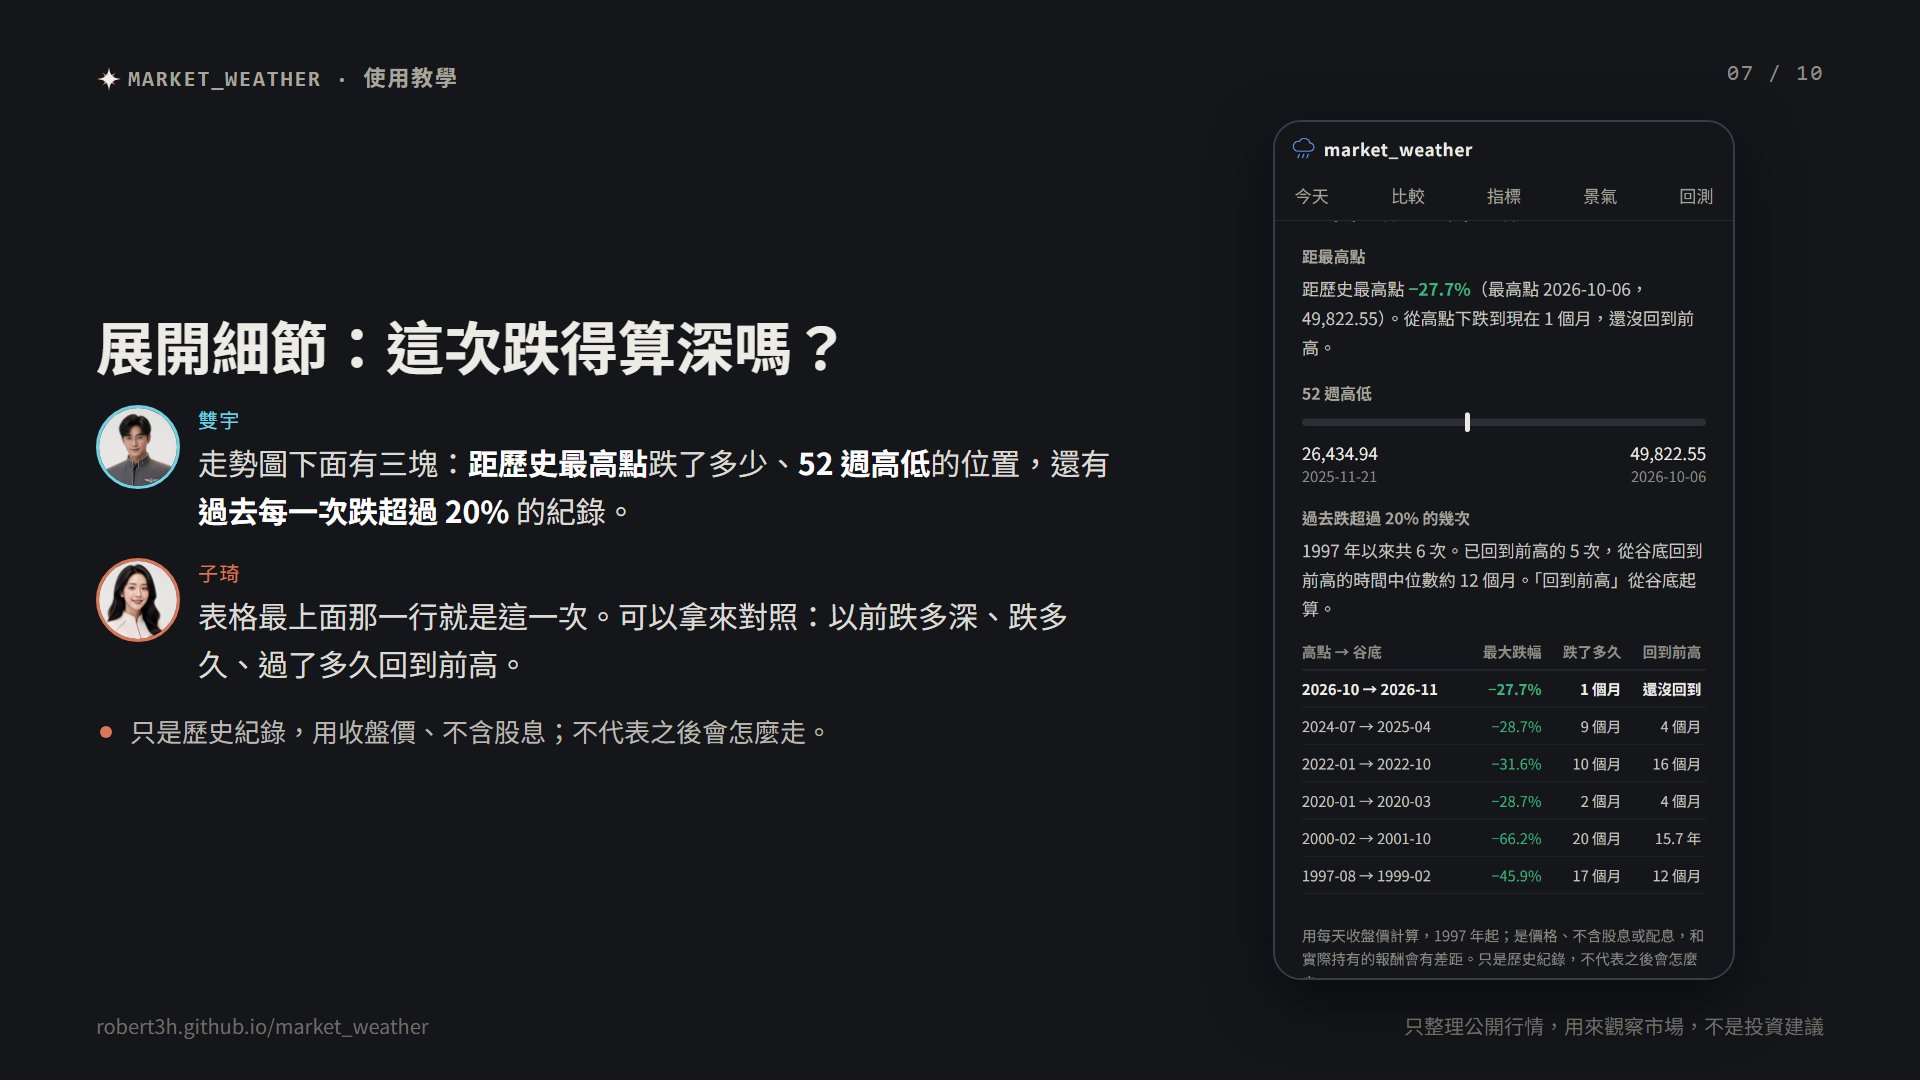 MARKET_WEATHER · 使用教學
07 / 10
展開細節：這次跌得算深嗎？
雙宇
走勢圖下面有三塊：距歷史最高點跌了多少、52 週高低的位置，還有
過去每一次跌超過 20% 的紀錄。
子琦
表格最上面那一行就是這一次。可以拿來對照：以前跌多深、跌多
久、過了多久回到前高。
只是歷史紀錄，用收盤價、不含股息；不代表之後會怎麼走。
market_weather
今天 比較 指標 景氣 回測
距最高點
距歷史最高點 −27.7%（最高點 2026-10-06，
49,822.55）。從高點下跌到現在 1 個月，還沒回到前
高。
52 週高低
26,434.94 49,822.55
2025-11-21 2026-10-06
過去跌超過 20% 的幾次
1997 年以來共 6 次。已回到前高的 5 次，從谷底回到
前高的時間中位數約 12 個月。「回到前高」從谷底起
算。
高點 → 谷底 最大跌幅 跌了多久 回到前高
2026-10 → 2026-11 −27.7% 1 個月 還沒回到
2024-07 → 2025-04 −28.7% 9 個月 4 個月
2022-01 → 2022-10 −31.6% 10 個月 16 個月
2020-01 → 2020-03 −28.7% 2 個月 4 個月
2000-02 → 2001-10 −66.2% 20 個月 15.7 年
1997-08 → 1999-02 −45.9% 17 個月 12 個月
用每天收盤價計算，1997 年起；是價格、不含股息或配息，和
實際持有的報酬會有差距。只是歷史紀錄，不代表之後會怎麼
robert3h.github.io/market_weather
只整理公開行情，用來觀察市場，不是投資建議